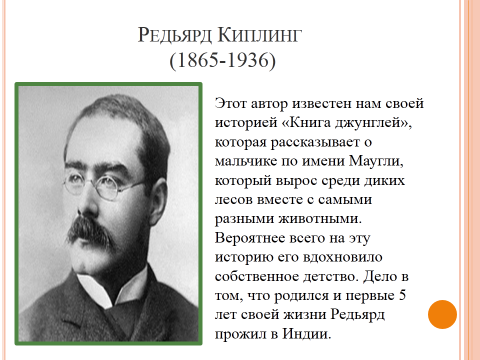 Редьярд Киплинг
(1865-1936)
Этот автор известен нам своей
историей «Книга джунглей»,
которая рассказывает о
мальчике по имени Маугли,
который вырос среди диких
лесов вместе с самыми
разными животными.
Вероятнее всего на эту
историю его вдохновило
собственное детство. Дело в
том, что родился и первые 5
лет своей жизни Редьярд
прожил в Индии.